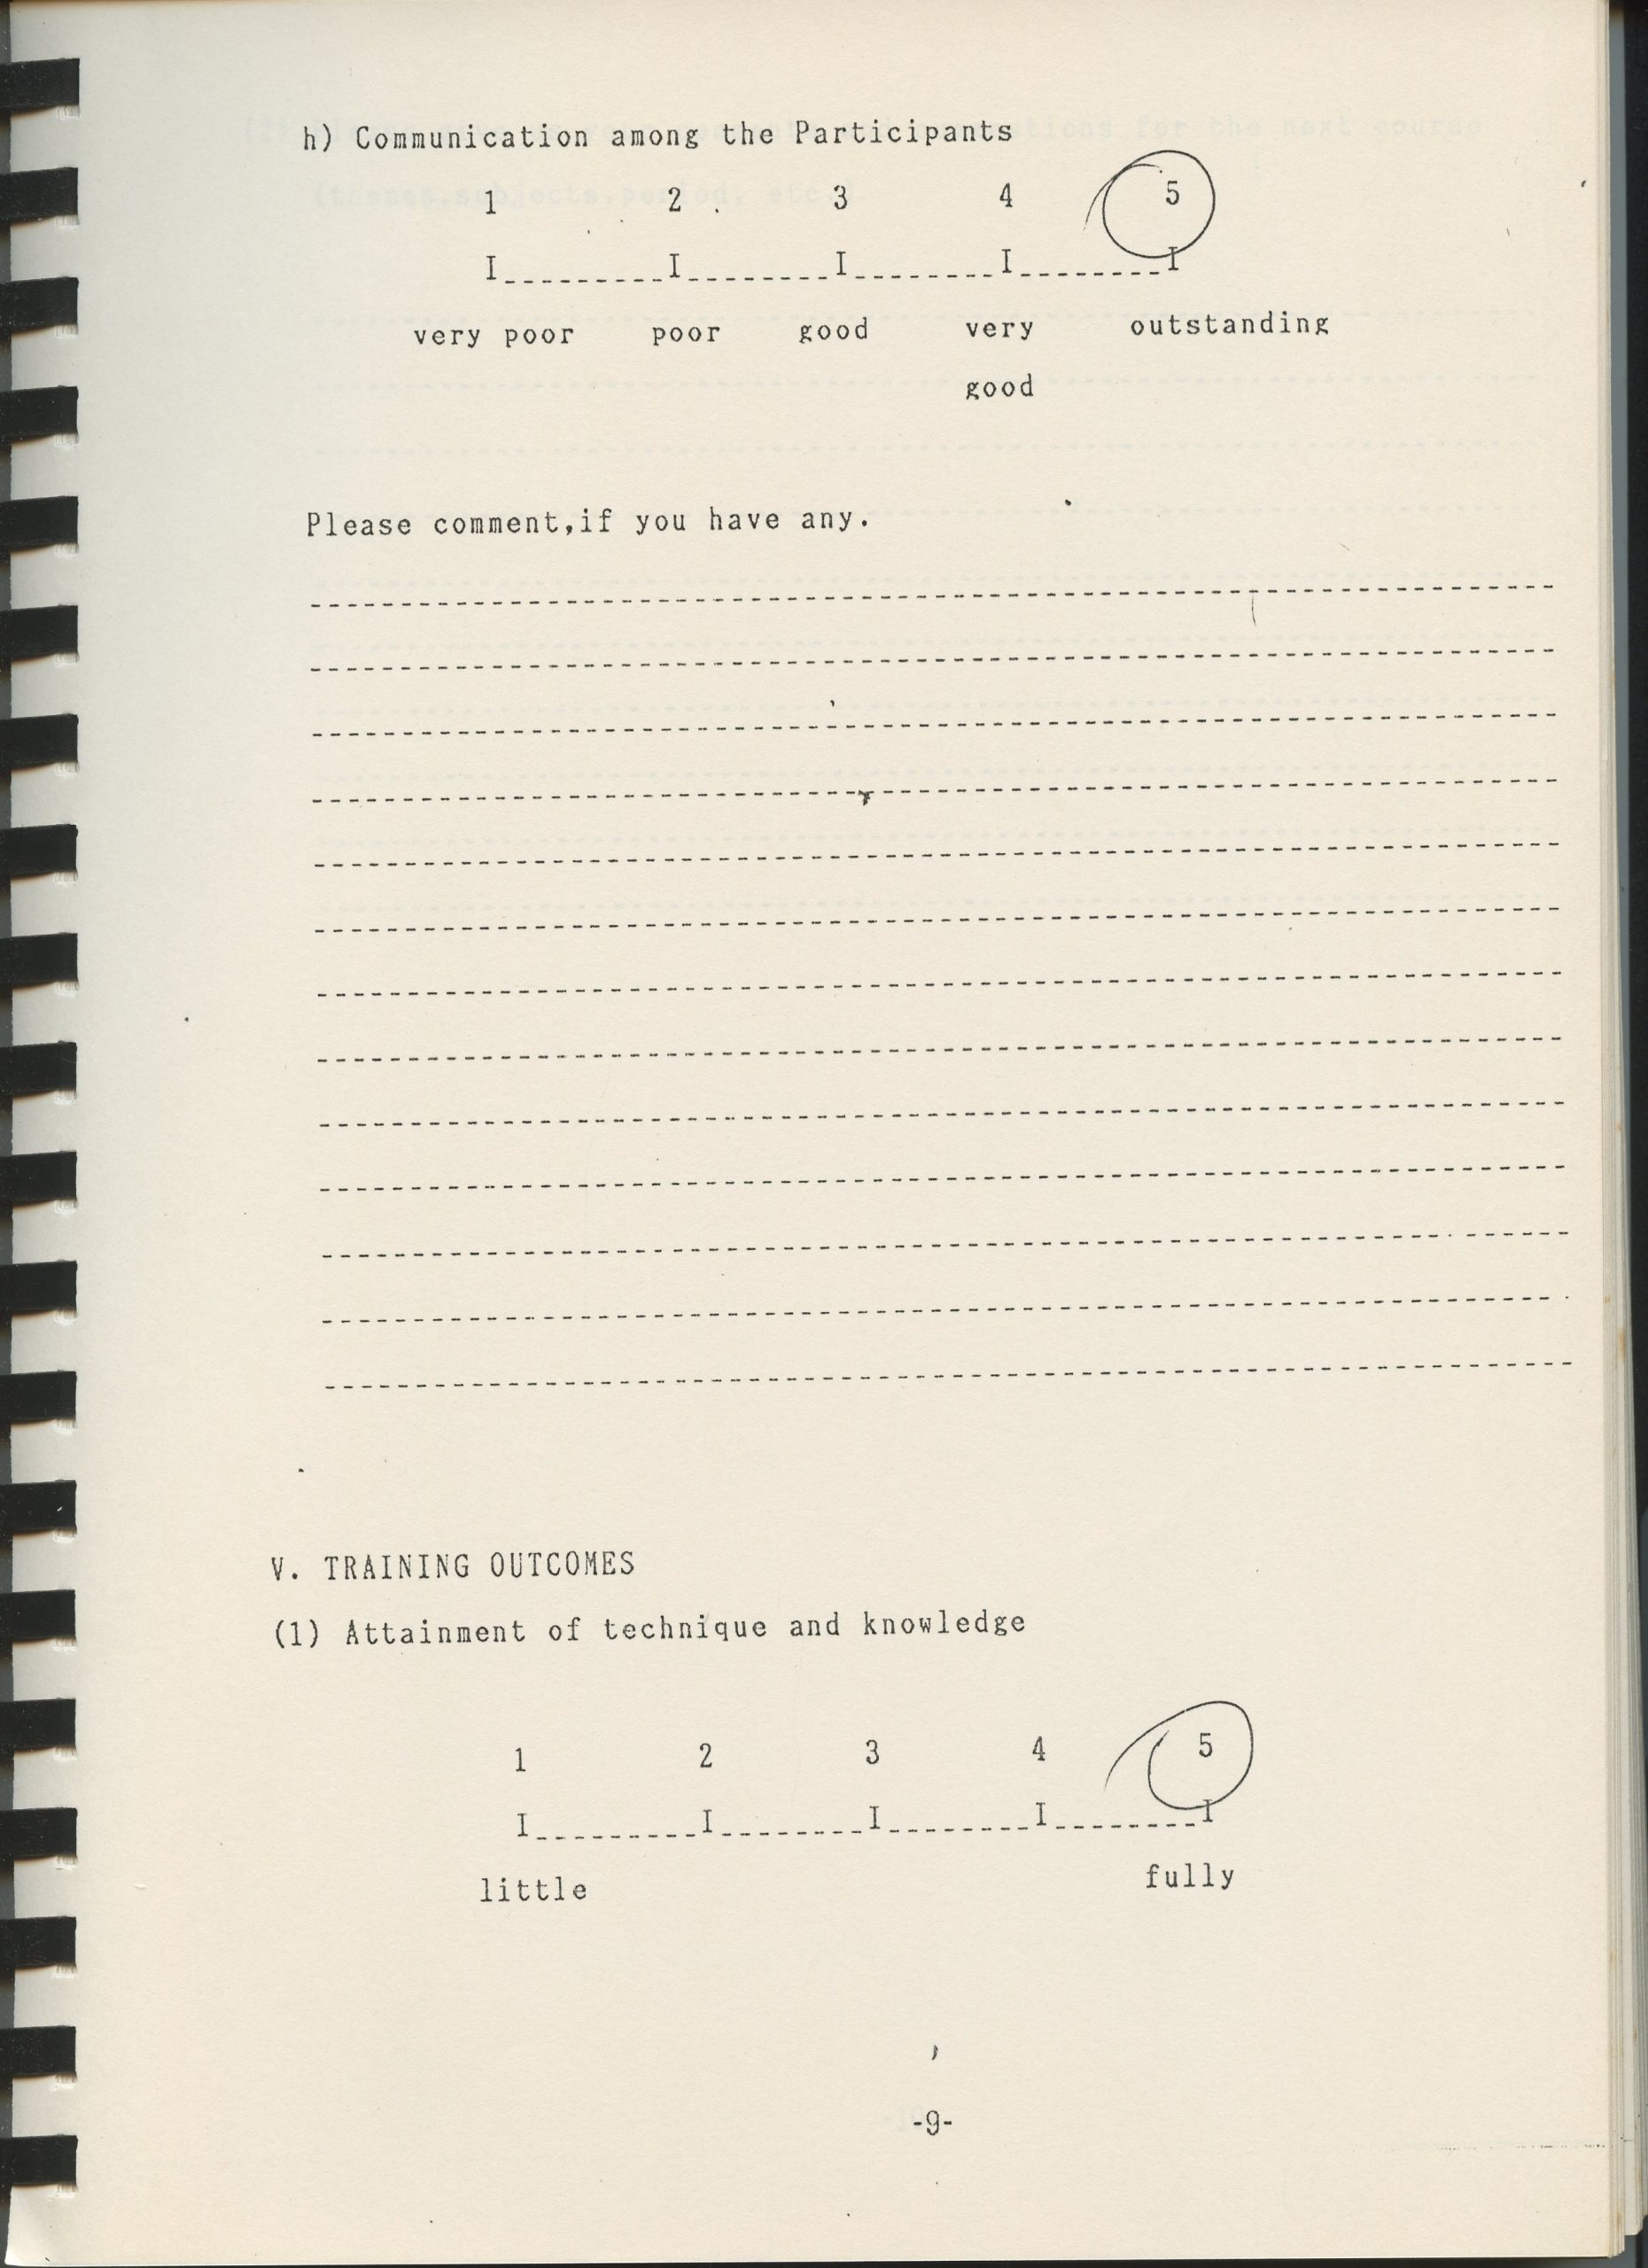 h) Communication among the Participants
1 2 3 4 5
I_________I________I________I________I
very poor poor good very outstanding
good
Please comment,if you have any.
V. TRAINING OUTCOMES
(1) Attainment of technique and knowledge
1 2 3 4 5
I_________I________I________I________I
little fully
-9-